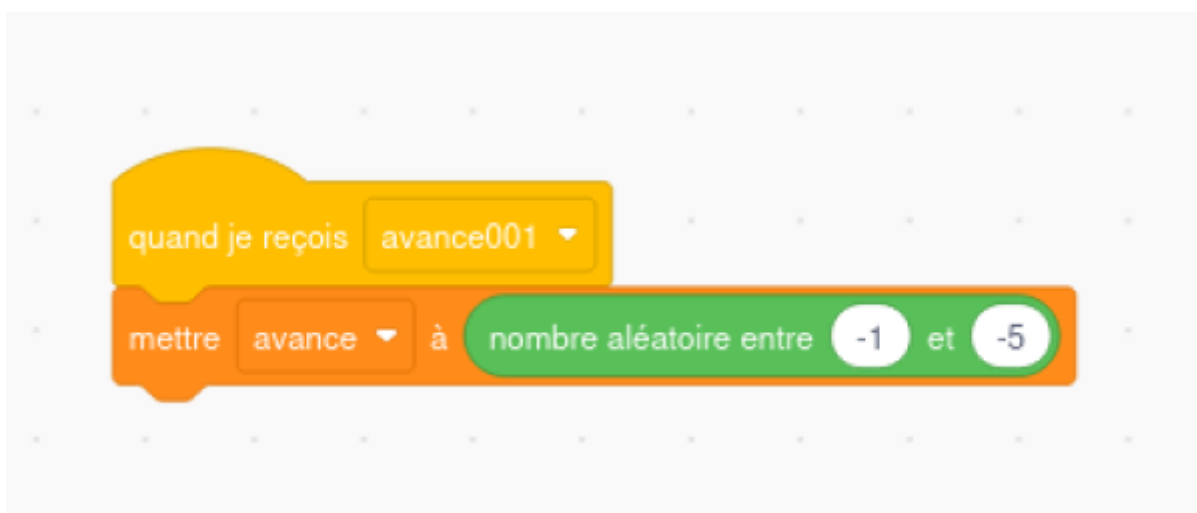 quand je reçois avance001
mettre avance à nombre aléatoire entre -1 et -5